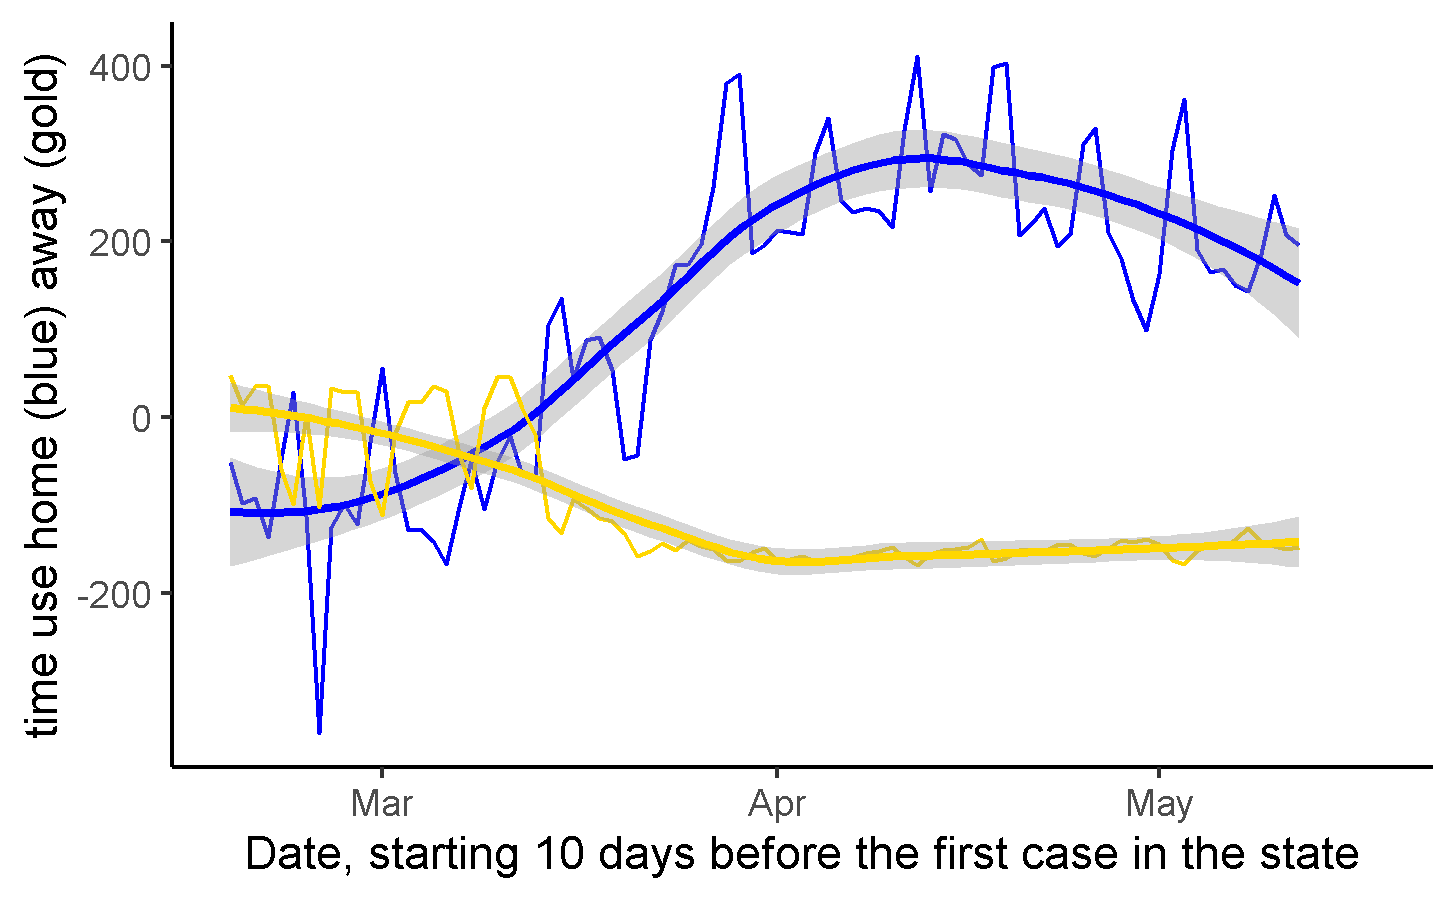 time use home (blue) away (gold)
400
200
0
-200
Mar
Apr
May
Date, starting 10 days before the first case in the state